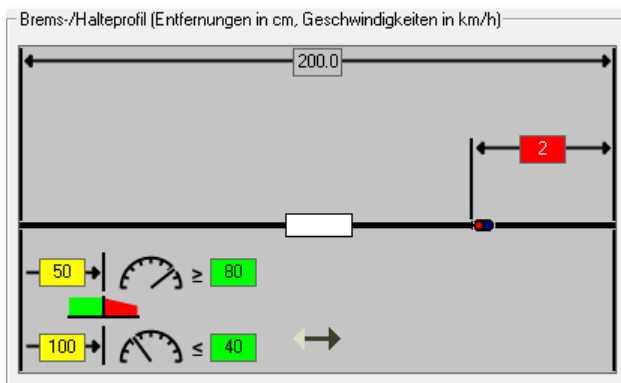 Brems-/Halteprofil (Entfernungen in cm, Geschwindigkeiten in km/h)
200.0
2
50 ≥ 80
100 ≤ 40